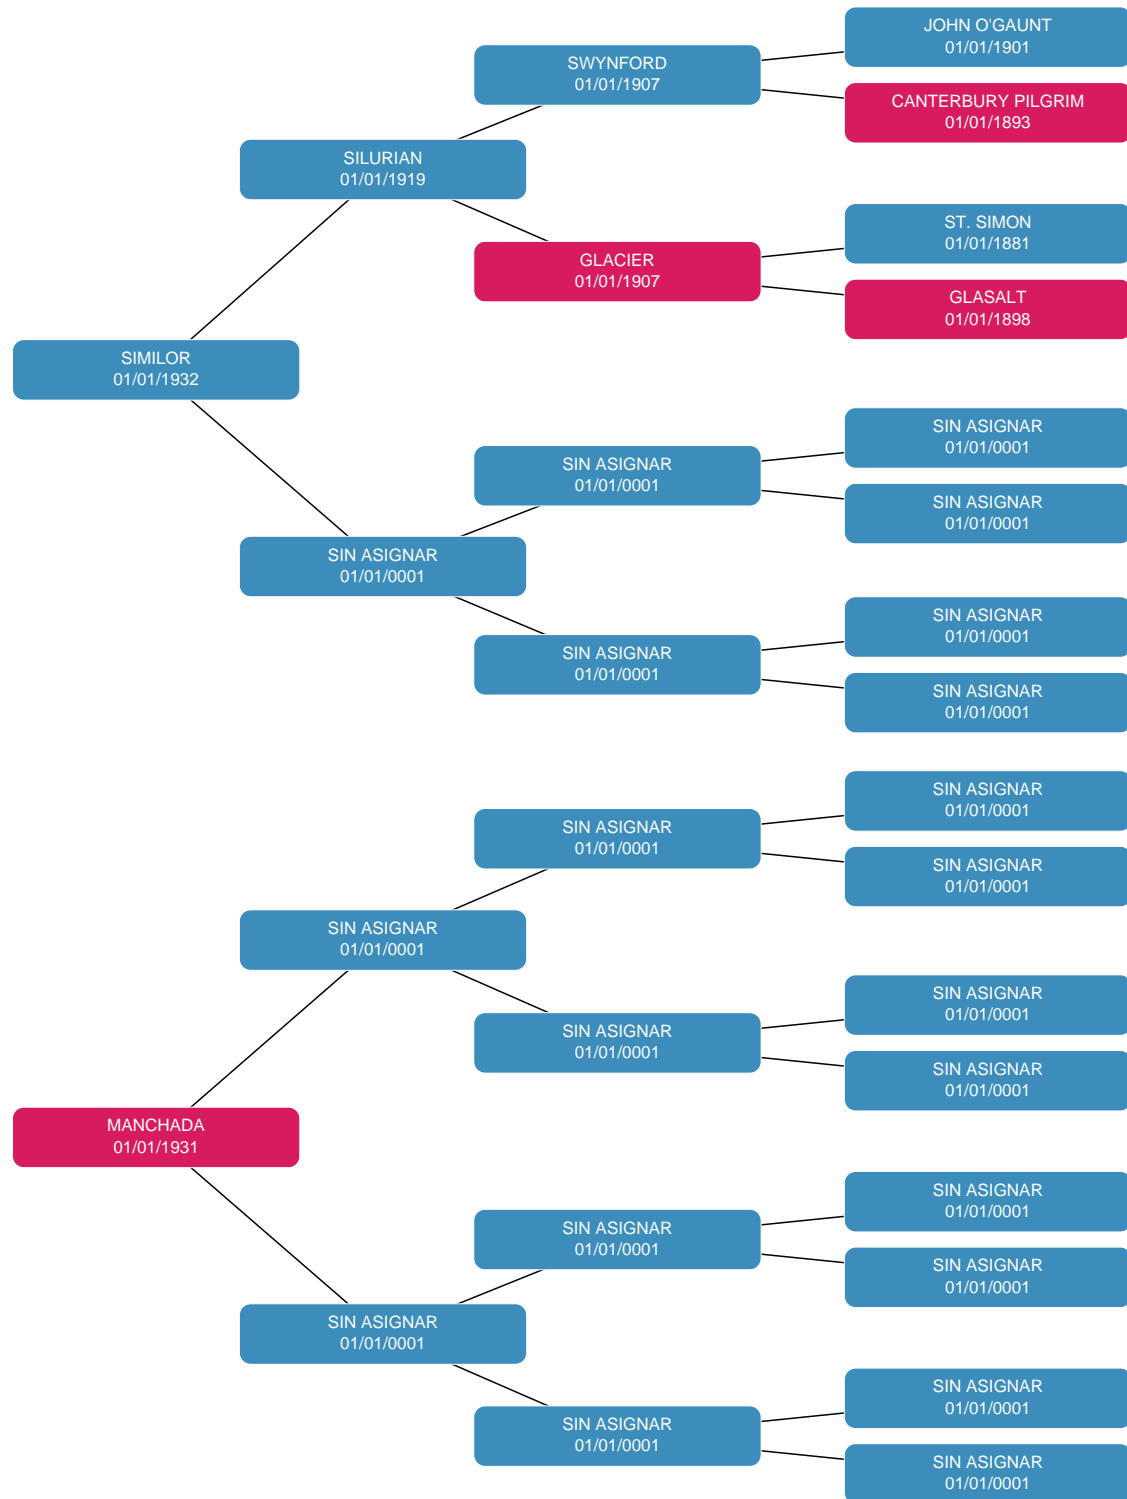 JOHN O'GAUNT
01/01/1901
SWYNFORD
01/01/1907
CANTERBURY PILGRIM
01/01/1893
SILURIAN
01/01/1919
ST. SIMON
01/01/1881
GLACIER
01/01/1907
GLASALT
01/01/1898
SIMILOR
01/01/1932
SIN ASIGNAR
01/01/0001
SIN ASIGNAR
01/01/0001
SIN ASIGNAR
01/01/0001
SIN ASIGNAR
01/01/0001
SIN ASIGNAR
01/01/0001
SIN ASIGNAR
01/01/0001
SIN ASIGNAR
01/01/0001
SIN ASIGNAR
01/01/0001
SIN ASIGNAR
01/01/0001
SIN ASIGNAR
01/01/0001
SIN ASIGNAR
01/01/0001
SIN ASIGNAR
01/01/0001
SIN ASIGNAR
01/01/0001
SIN ASIGNAR
01/01/0001
MANCHADA
01/01/1931
SIN ASIGNAR
01/01/0001
SIN ASIGNAR
01/01/0001
SIN ASIGNAR
01/01/0001
SIN ASIGNAR
01/01/0001
SIN ASIGNAR
01/01/0001
SIN ASIGNAR
01/01/0001
SIN ASIGNAR
01/01/0001